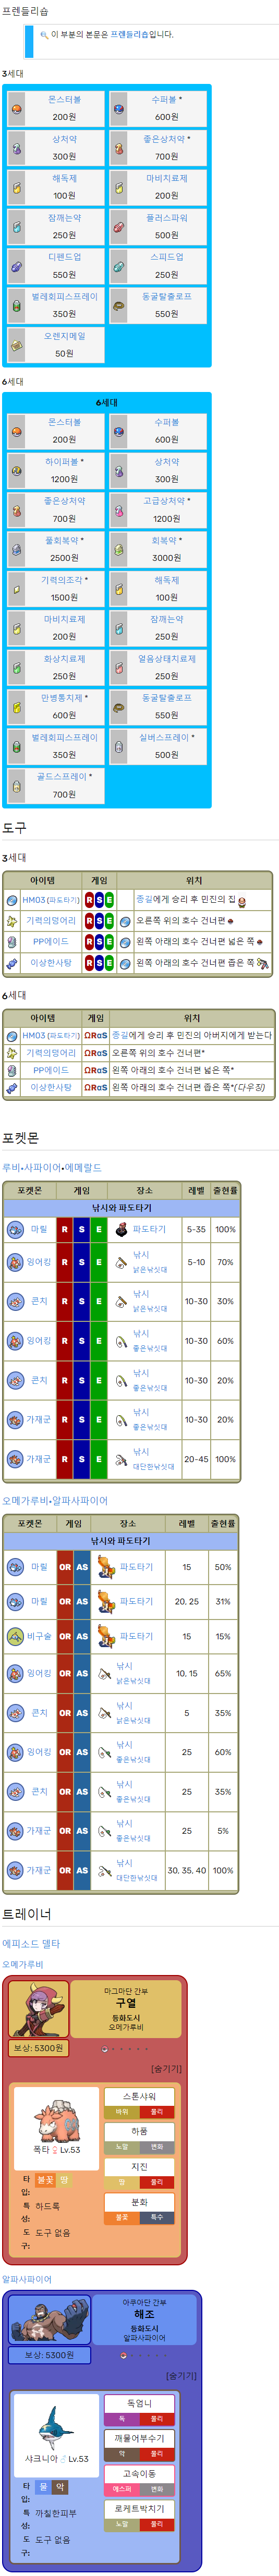 프렌들리숍
이 부분의 본문은 프렌들리숍입니다.
3세대
몬스터볼 수퍼볼 *
200원 600원
상처약 좋은상처약 *
300원 700원
해독제 마비치료제
100원 200원
잠깨는약 플러스파워
250원 500원
디펜드업 스피드업
550원 250원
벌레회피스프레이 동굴탈출로프
350원 550원
오렌지메일
50원
6세대
6세대
몬스터볼 수퍼볼
200원 600원
하이퍼볼 * 상처약
1200원 300원
좋은상처약 고급상처약 *
700원 1200원
풀회복약 * 회복약 *
2500원 3000원
기력의조각 * 해독제
1500원 100원
마비치료제 잠깨는약
200원 250원
화상치료제 얼음상태치료제
250원 250원
만병통치제 * 동굴탈출로프
600원 550원
벌레회피스프레이 실버스프레이 *
350원 500원
골드스프레이 *
700원
도구
3세대
아이템 게임 위치
HM03 (파도타기) R S E 종길에게 승리 후 민진의 집
기력의덩어리 R S E 오른쪽 위의 호수 건너편
PP에이드 R S E 왼쪽 아래의 호수 건너편 넓은 쪽
이상한사탕 R S E 왼쪽 아래의 호수 건너편 좁은 쪽
6세대
아이템 게임 위치
HM03 (파도타기) ΩRαS 종길에게 승리 후 민진의 아버지에게 받는다
기력의덩어리 ΩRαS 오른쪽 위의 호수 건너편*
PP에이드 ΩRαS 왼쪽 아래의 호수 건너편 넓은 쪽*
이상한사탕 ΩRαS 왼쪽 아래의 호수 건너편 좁은 쪽*(다우징)
포켓몬
루비•사파이어•에메랄드
포켓몬 게임 장소 레벨 출현률
낚시와 파도타기
마릴 R S E 파도타기 5-35 100%
잉어킹 R S E 낚시 낡은낚싯대 5-10 70%
콘치 R S E 낚시 낡은낚싯대 10-30 30%
잉어킹 R S E 낚시 좋은낚싯대 10-30 60%
콘치 R S E 낚시 좋은낚싯대 10-30 20%
가재군 R S E 낚시 좋은낚싯대 10-30 20%
가재군 R S E 낚시 대단한낚싯대 20-45 100%
오메가루비•알파사파이어
포켓몬 게임 장소 레벨 출현률
낚시와 파도타기
마릴 OR AS 파도타기 15 50%
마릴 OR AS 파도타기 20, 25 31%
비구술 OR AS 파도타기 15 15%
잉어킹 OR AS 낚시 낡은낚싯대 10, 15 65%
콘치 OR AS 낚시 낡은낚싯대 5 35%
잉어킹 OR AS 낚시 좋은낚싯대 25 60%
콘치 OR AS 낚시 좋은낚싯대 25 35%
가재군 OR AS 낚시 좋은낚싯대 25 5%
가재군 OR AS 낚시 대단한낚싯대 30, 35, 40 100%
트레이너
에피소드 델타
오메가루비
마그마단 간부
구열
등화도시
오메가루비
보상: 5300원
[숨기기]
폭타♀Lv.53
타입: 불꽃 땅
특성: 하드록
도구: 도구 없음
스톤샤워
바위 물리
하품
노말 변화
지진
땅 물리
분화
불꽃 특수
알파사파이어
아쿠아단 간부
해조
등화도시
알파사파이어
보상: 5300원
[숨기기]
샤크니아♂Lv.53
타입: 물 악
특성: 까칠한피부
도구: 도구 없음
독엄니
독 물리
깨물어부수기
악 물리
고속이동
에스퍼 변화
로케트박치기
노말 물리